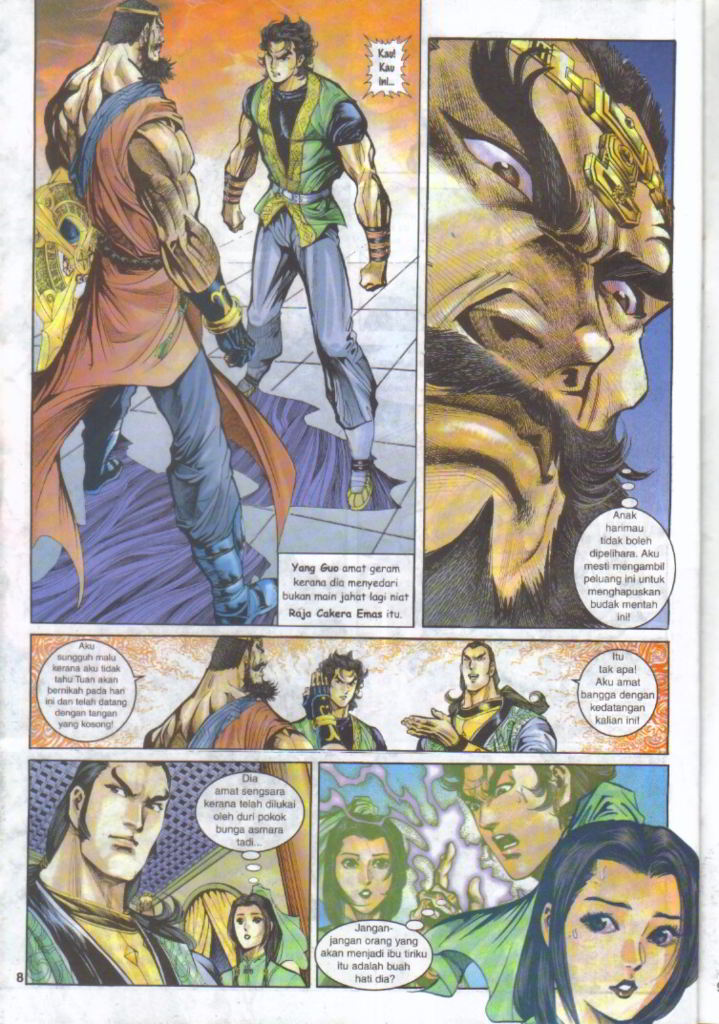 Kau!
Kau
ini...
Yang Guo amat geram
kerana dia menyedari
bukan main jahat lagi niat
Raja Cakera Emas itu.
Anak
harimau
tidak boleh
dipelihara. Aku
mesti mengambil
peluang ini untuk
menghapuskan
budak mentah
ini!
Aku
sungguh malu
kerana aku tidak
tahu Tuan akan
bernikah pada hari
ini dan telah datang
dengan tangan
yang kosong!
Itu
tak apa!
Aku amat
bangga dengan
kedatangan
kalian ini!
Dia
amat sengsara
kerana telah dilukai
oleh duri pokok
bunga asmara
tadi...
Jangan-
jangan orang yang
akan menjadi ibu tiriku
itu adalah buah
hati dia?
8